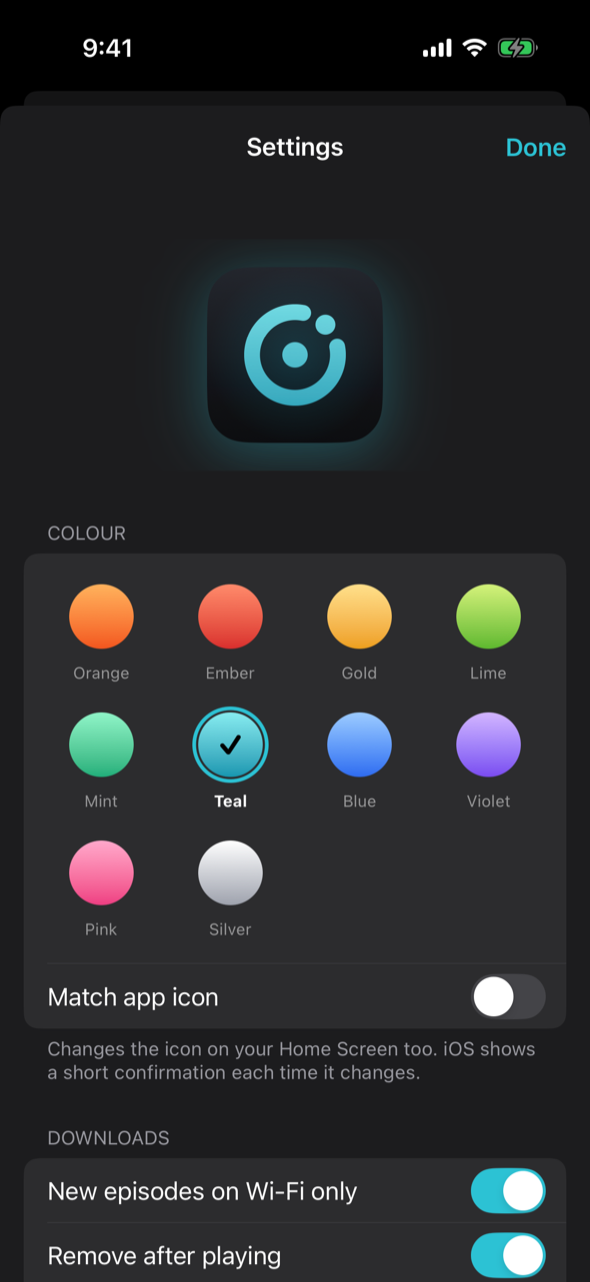 9:41
Settings
Done
COLOUR
Orange
Ember
Gold
Lime
Mint
Teal
Blue
Violet
Pink
Silver
Match app icon
Changes the icon on your Home Screen too. iOS shows
a short confirmation each time it changes.
DOWNLOADS
New episodes on Wi-Fi only
Remove after playing